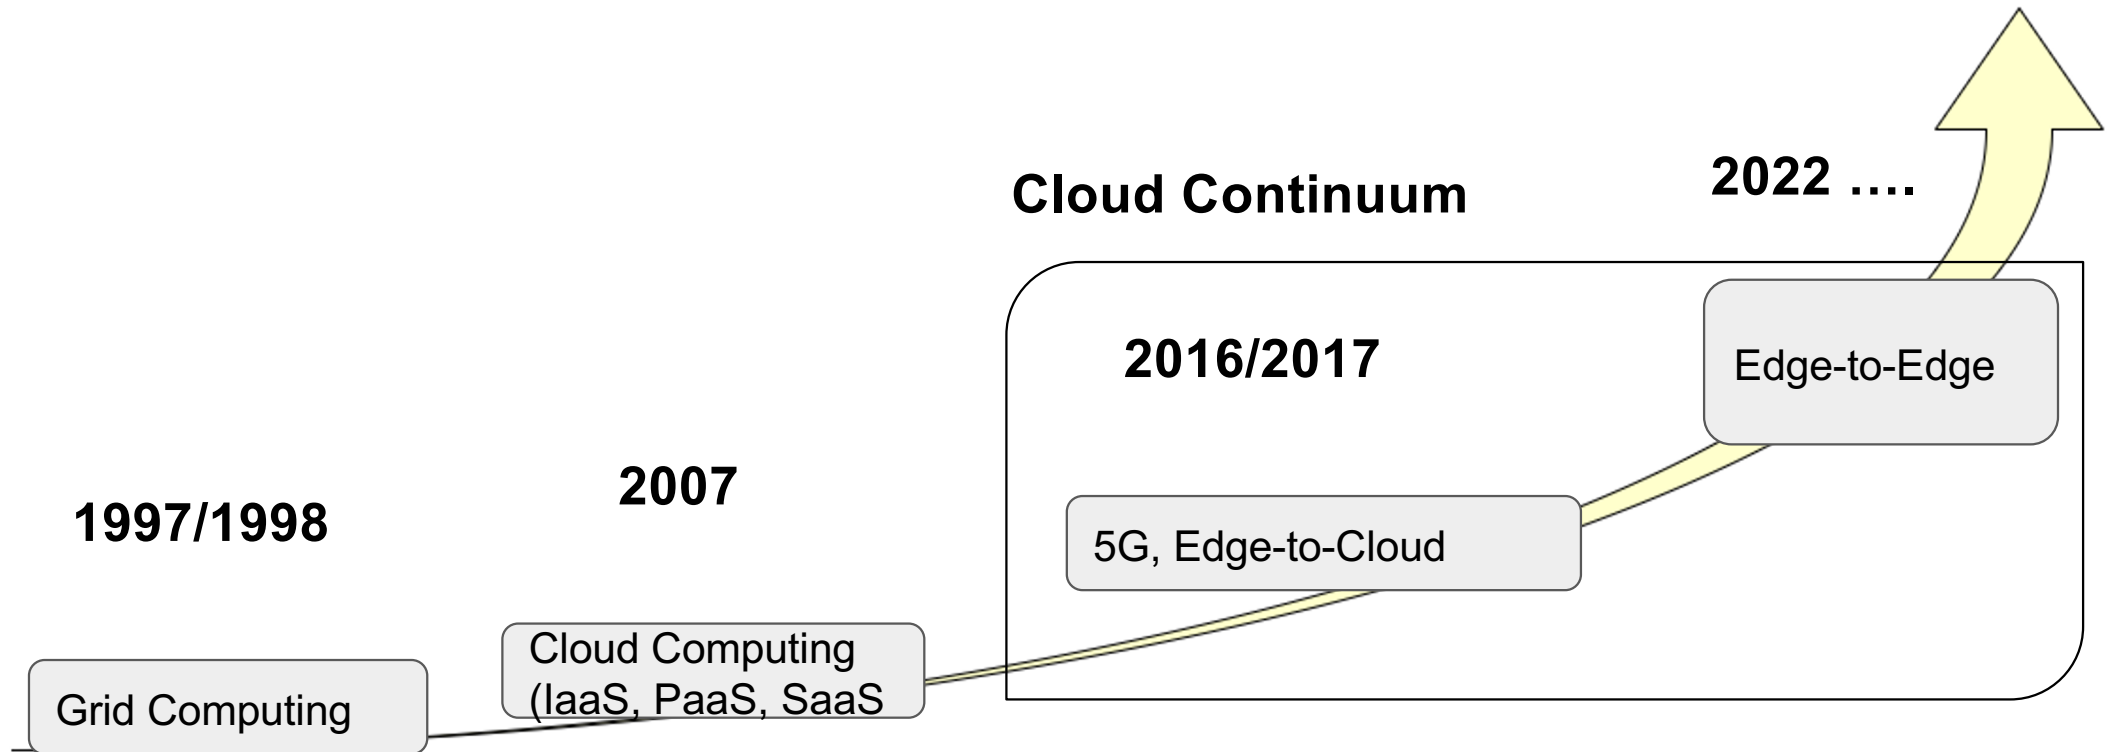 2022 ....
Cloud Continuum
2016/2017
Edge-to-Edge
2007
1997/1998
5G, Edge-to-Cloud
Cloud Computing
(IaaS, PaaS, SaaS
Grid Computing